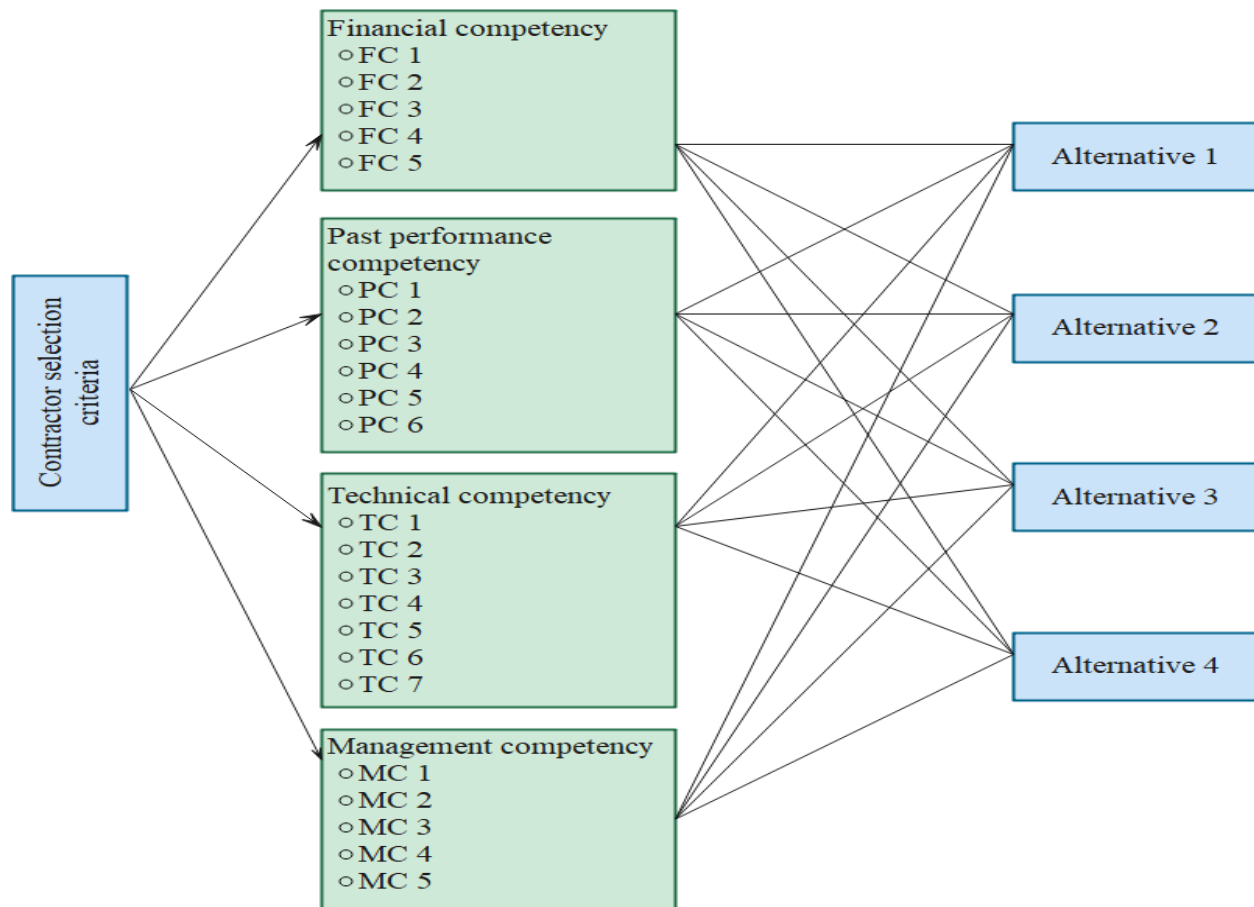 Contractor selection
criteria
Financial competency
FC 1
FC 2
FC 3
FC 4
FC 5
Past performance
competency
PC 1
PC 2
PC 3
PC 4
PC 5
PC 6
Technical competency
TC 1
TC 2
TC 3
TC 4
TC 5
TC 6
TC 7
Management competency
MC 1
MC 2
MC 3
MC 4
MC 5
Alternative 1
Alternative 2
Alternative 3
Alternative 4